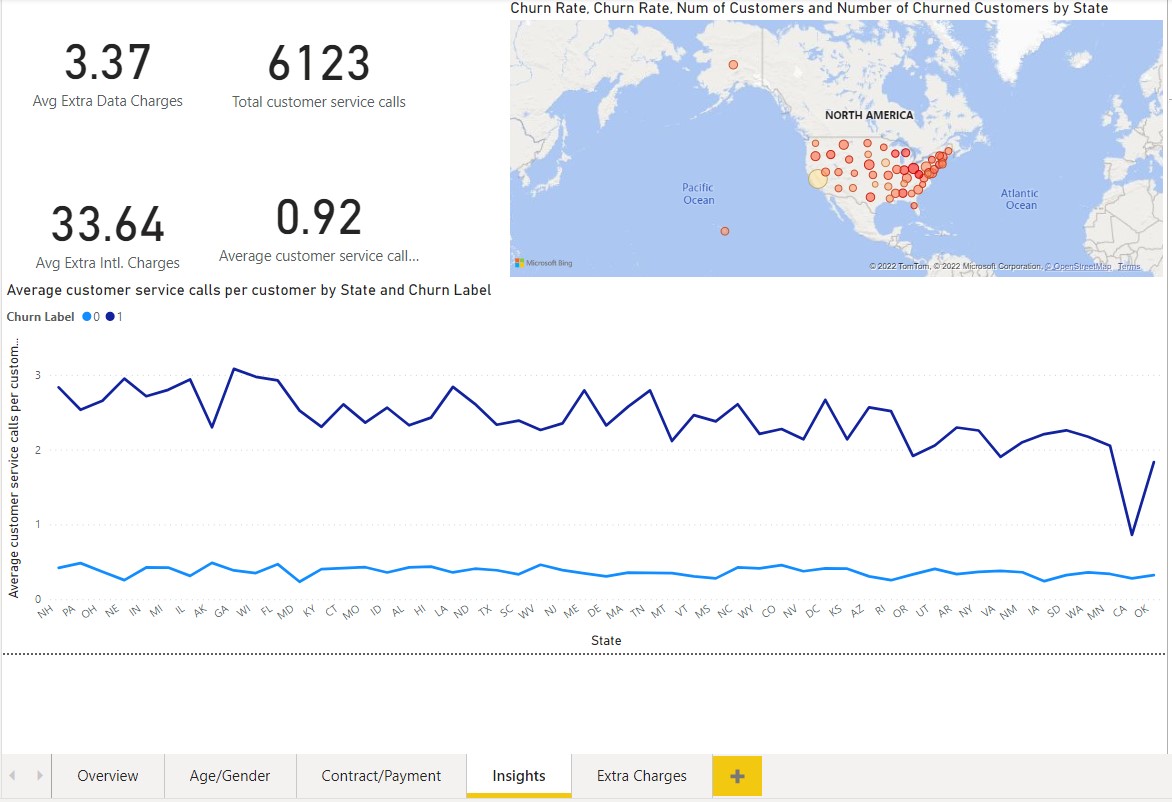 3.37
Avg Extra Data Charges
6123
Total customer service calls
33.64
Avg Extra Intl. Charges
0.92
Average customer service call...
Churn Rate, Churn Rate, Num of Customers and Number of Churned Customers by State
NORTH AMERICA
Pacific
Ocean
Atlantic
Ocean
Microsoft Bing
© 2022 TomTom, © 2022 Microsoft Corporation, © OpenStreetMap Terms
Average customer service calls per customer by State and Churn Label
Churn Label 0 1
Average customer service calls per custom...
3
2
1
0
NH PA OH NE IN MI IL AK GA WI FL MD KY CT MO ID AL HI LA ND TX SC WV NJ ME DE MA TN MT VT MS NC WY CO NV DC KS AZ RI OR UT AR NY VA NM IA SD WA MN CA OK
State
Overview
Age/Gender
Contract/Payment
Insights
Extra Charges
+